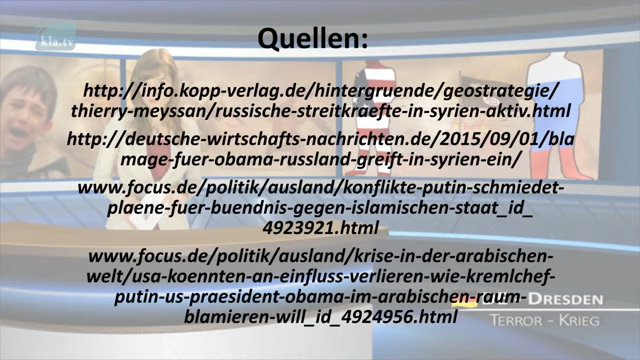 kla.tv
Quellen:
http://info.kopp-verlag.de/hintergruende/geostrategie/
thierry-meyssan/russische-streitkraefte-in-syrien-aktiv.html
http://deutsche-wirtschafts-nachrichten.de/2015/09/01/bla
mage-fuer-obama-russland-greift-in-syrien-ein/
www.focus.de/politik/ausland/konflikte-putin-schmiedet-
plaene-fuer-buendnis-gegen-islamischen-staat_id_
4923921.html
www.focus.de/politik/ausland/krise-in-der-arabischen-
welt/usa-koennten-an-einfluss-verlieren-wie-kremlchef-
putin-us-praesident-obama-im-arabischen-raum-
blamieren-will_id_4924956.html
Dresden
Terror - Krieg